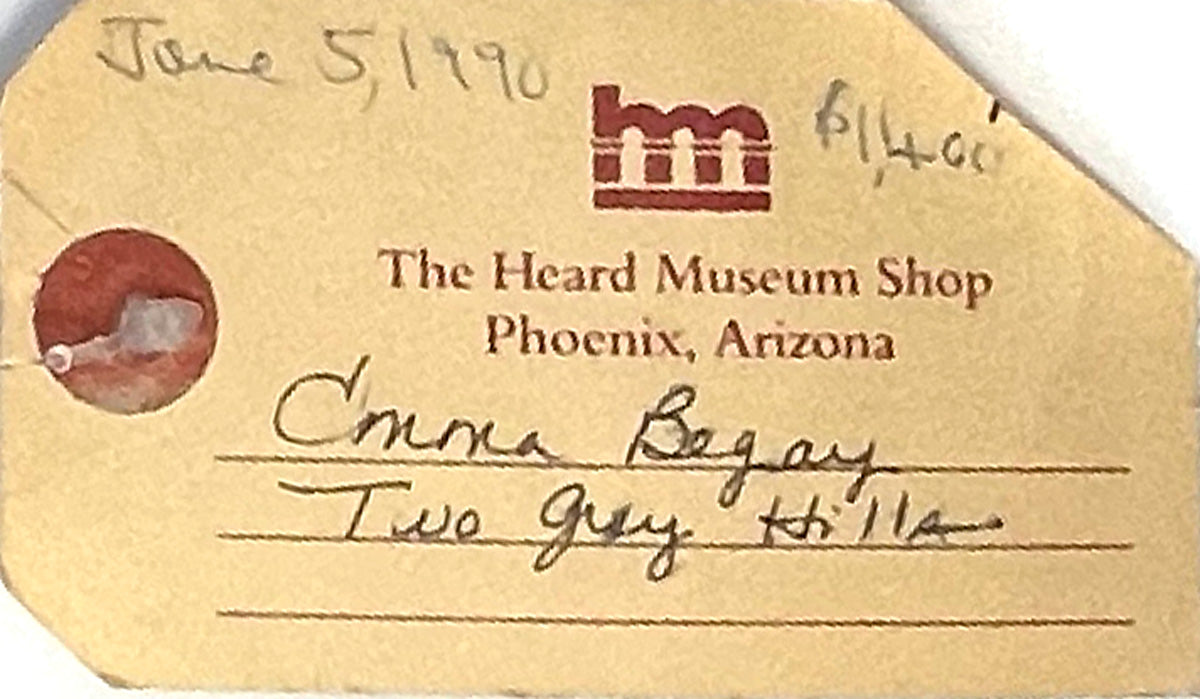 June 5, 1990
hm
$1,400
The Heard Museum Shop
Phoenix, Arizona
Emma Begay
Two Grey Hills